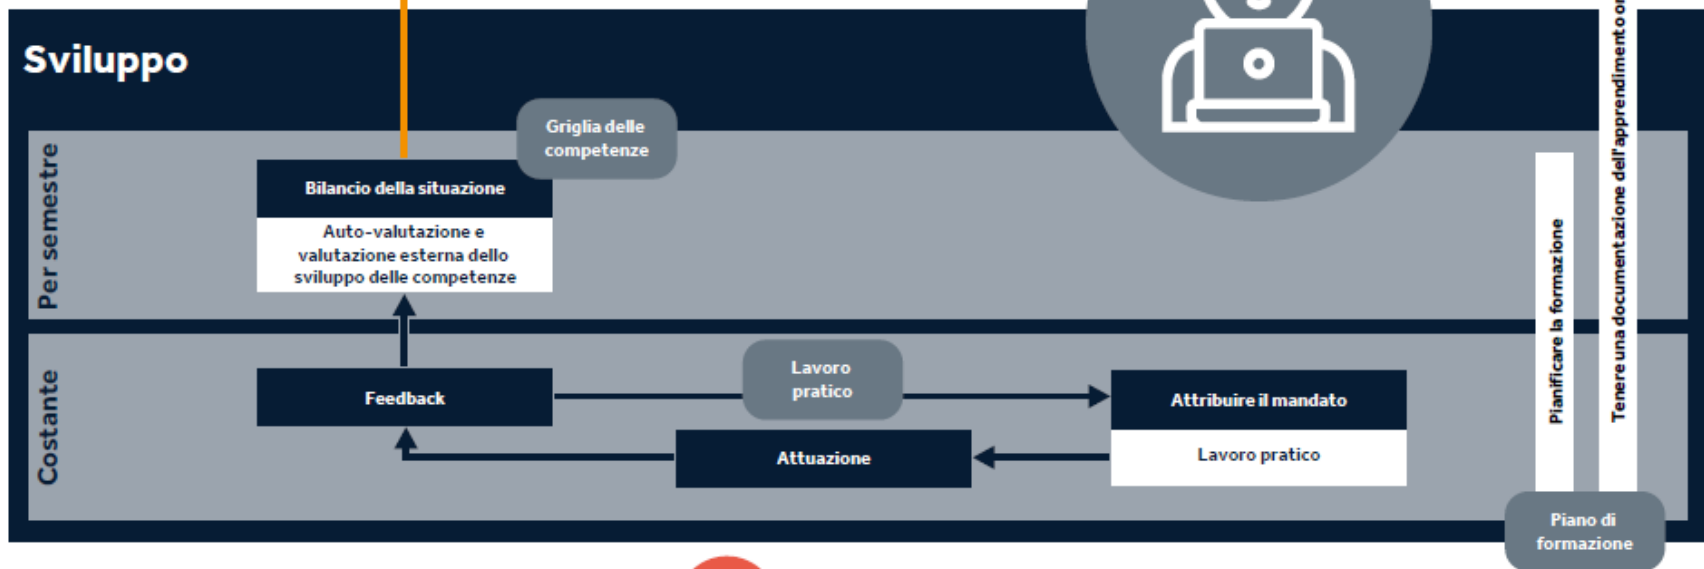 Sviluppo
Per semestre
Griglia delle
competenze
Bilancio della situazione
Auto-valutazione e
valutazione esterna dello
sviluppo delle competenze
Costante
Feedback
Lavoro
pratico
Attribuire il mandato
Lavoro pratico
Attuazione
Pianificare la formazione
Tenere una documentazione dell'apprendimento
Piano di
formazione